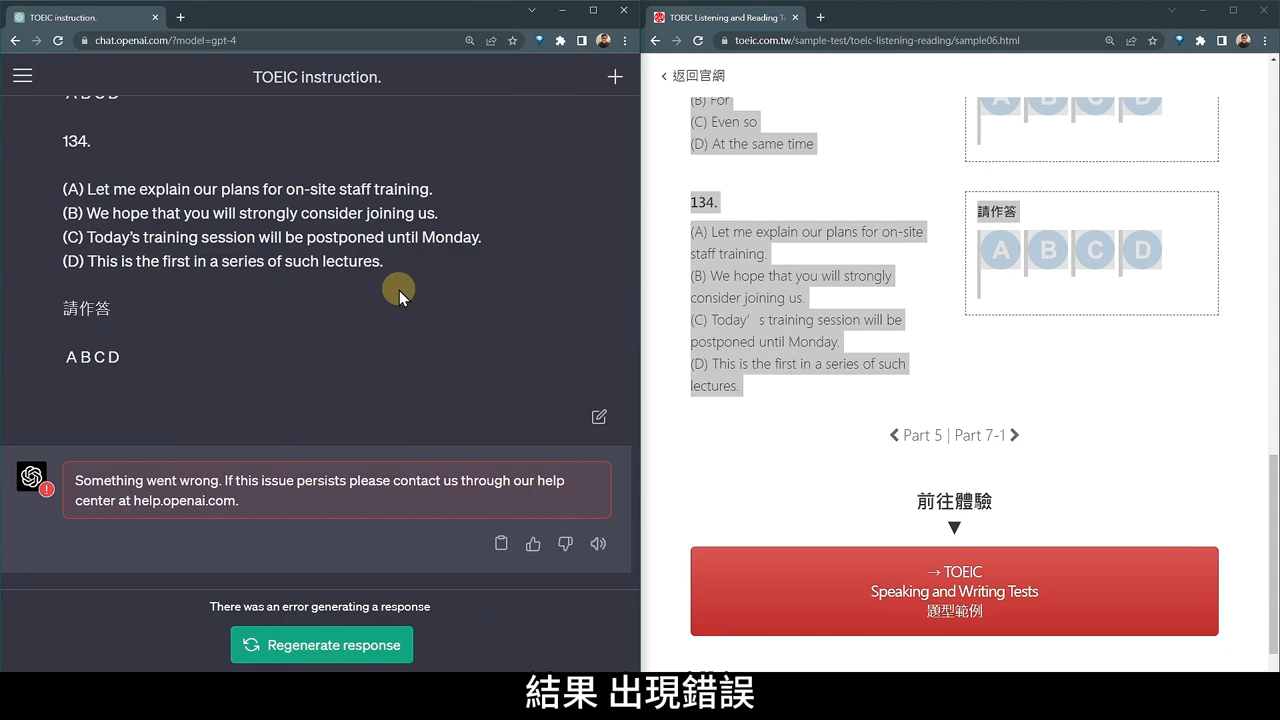 TOEIC instruction.
chat.openai.com/?model=gpt-4
TOEIC instruction.
A B C D
134.
(A) Let me explain our plans for on-site staff training.
(B) We hope that you will strongly consider joining us.
(C) Today's training session will be postponed until Monday.
(D) This is the first in a series of such lectures.
請作答
A B C D
Something went wrong. If this issue persists please contact us through our help
center at help.openai.com.
There was an error generating a response
Regenerate response
TOEIC Listening and Reading T
toeic.com.tw/sample-test/toeic-listening-reading/sample06.html
返回官網
(B) For
(C) Even so
(D) At the same time
A B C D
134.
(A) Let me explain our plans for on-site
staff training.
(B) We hope that you will strongly
consider joining us.
(C) Today's training session will be
postponed until Monday.
(D) This is the first in a series of such
lectures.
請作答
A B C D
Part 5 | Part 7-1
前往體驗
▼
→ TOEIC
Speaking and Writing Tests
題型範例
結果 出現錯誤